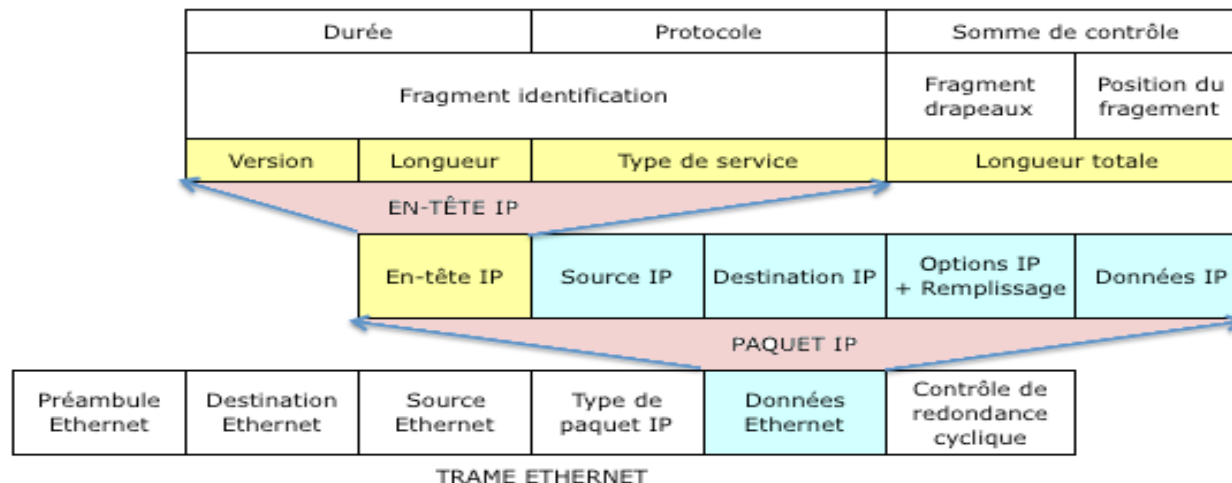 Durée
Protocole
Somme de contrôle
Fragment identification
Fragment
drapeaux
Position du
fragement
Version
Longueur
Type de service
Longueur totale
EN-TÊTE IP
En-tête IP
Source IP
Destination IP
Options IP
+ Remplissage
Données IP
PAQUET IP
Préambule
Ethernet
Destination
Ethernet
Source
Ethernet
Type de
paquet IP
Données
Ethernet
Contrôle de
redondance
cyclique
TRAME ETHERNET